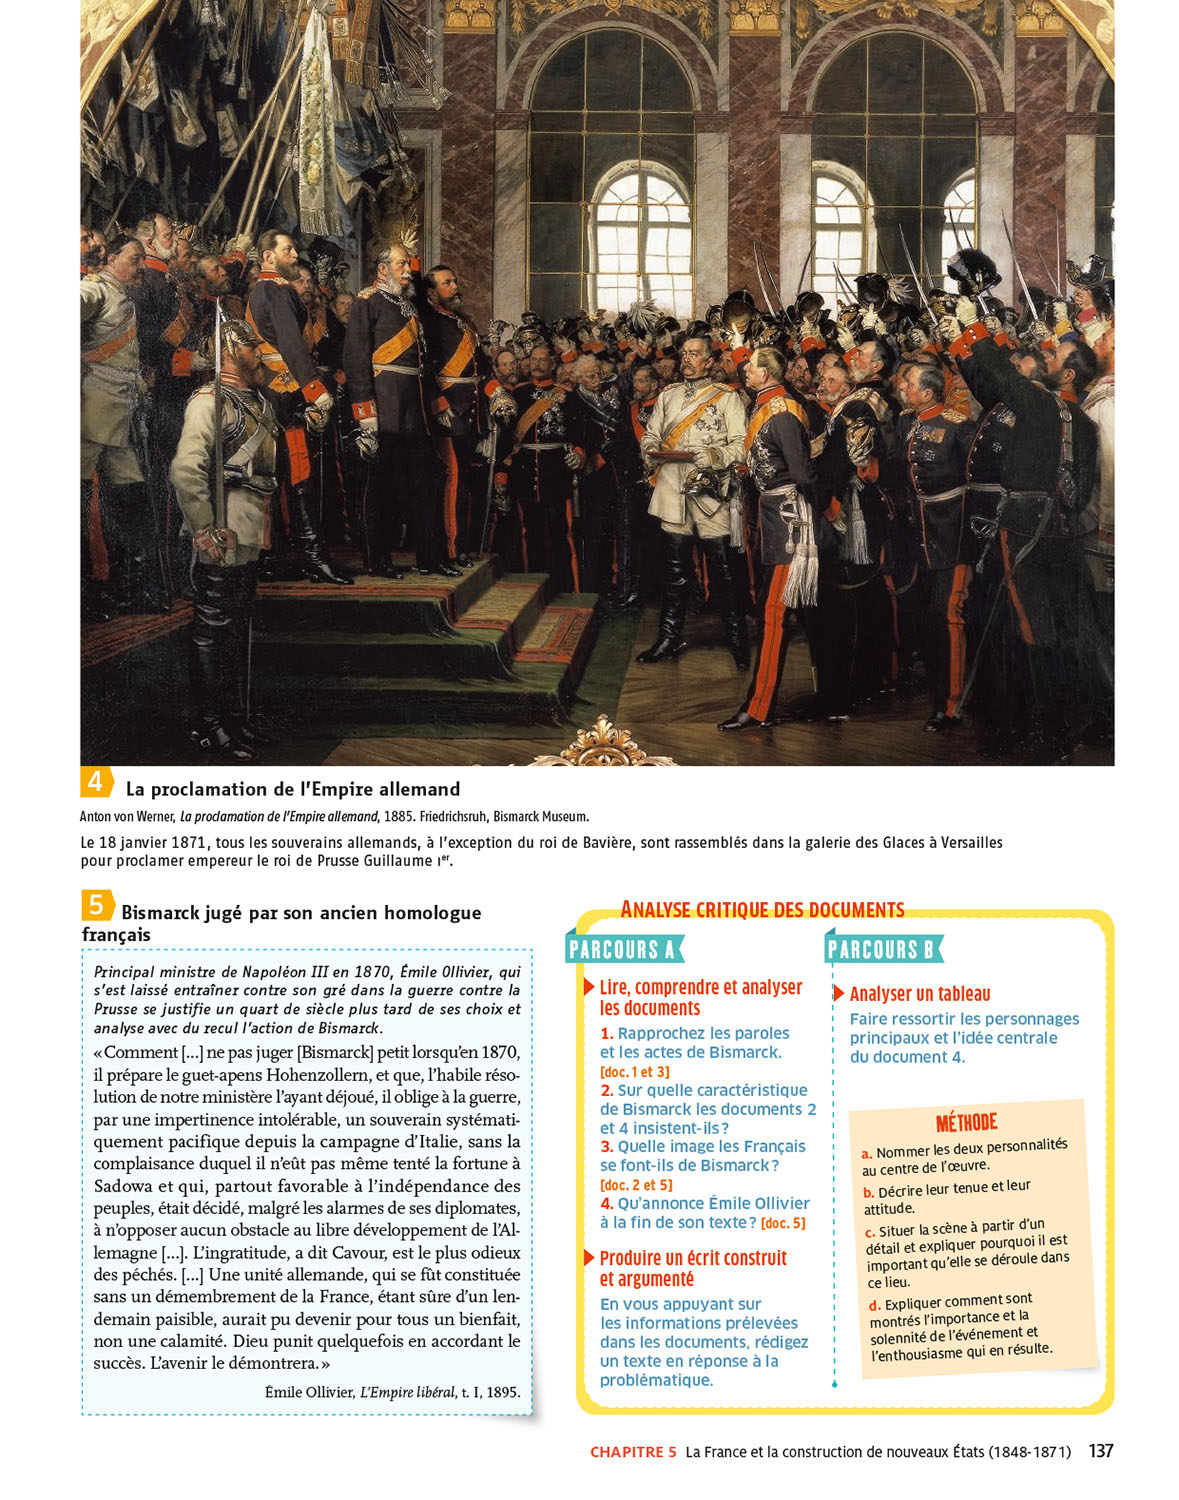 4 La proclamation de l'Empire allemand
Anton von Werner, La proclamation de l'Empire allemand, 1885. Friedrichsruh, Bismarck Museum.
Le 18 janvier 1871, tous les souverains allemands, à l'exception du roi de Bavière, sont rassemblés dans la galerie des Glaces à Versailles
pour proclamer empereur le roi de Prusse Guillaume Ier.
5 Bismarck jugé par son ancien homologue
français
Principal ministre de Napoléon III en 1870, Émile Ollivier, qui
s'est laissé entraîner contre son gré dans la guerre contre la
Prusse se justifie un quart de siècle plus tard de ses choix et
analyse avec du recul l'action de Bismarck.
« Comment [...] ne pas juger [Bismarck] petit lorsqu'en 1870,
il prépare le guet-apens Hohenzollern, et que, l'habile réso-
lution de notre ministère l'ayant déjoué, il oblige à la guerre,
par une impertinence intolérable, un souverain systémati-
quement pacifique depuis la campagne d'Italie, sans la
complaisance duquel il n'eût pas même tenté la fortune à
Sadowa et qui, partout favorable à l'indépendance des
peuples, était décidé, malgré les alarmes de ses diplomates,
à n'opposer aucun obstacle au libre développement de l'Al-
lemagne [...]. L'ingratitude, a dit Cavour, est le plus odieux
des péchés. [...] Une unité allemande, qui se fût constituée
sans un démembrement de la France, étant sûre d'un len-
demain paisible, aurait pu devenir pour tous un bienfait,
non une calamité. Dieu punit quelquefois en accordant le
succès. L'avenir le démontrera. »
Émile Ollivier, L'Empire libéral, t. I, 1895.
ANALYSE CRITIQUE DES DOCUMENTS
PARCOURS A
Lire, comprendre et analyser
les documents
1. Rapprochez les paroles
et les actes de Bismarck.
[doc. 1 et 3]
2. Sur quelle caractéristique
de Bismarck les documents 2
et 4 insistent-ils ?
3. Quelle image les Français
se font-ils de Bismarck ?
[doc. 2 et 5]
4. Qu'annonce Émile Ollivier
à la fin de son texte ? [doc. 5]
Produire un écrit construit
et argumenté
En vous appuyant sur
les informations prélevées
dans les documents, rédigez
un texte en réponse à la
problématique.
PARCOURS B
Analyser un tableau
Faire ressortir les personnages
principaux et l'idée centrale
du document 4.
MÉTHODE
a. Nommer les deux personnalités
au centre de l'œuvre.
b. Décrire leur tenue et leur
attitude.
c. Situer la scène à partir d'un
détail et expliquer pourquoi il est
important qu'elle se déroule dans
ce lieu.
d. Expliquer comment sont
montrés l'importance et la
solennité de l'événement et
l'enthousiasme qui en résulte.
CHAPITRE 5 La France et la construction de nouveaux États (1848-1871) 137